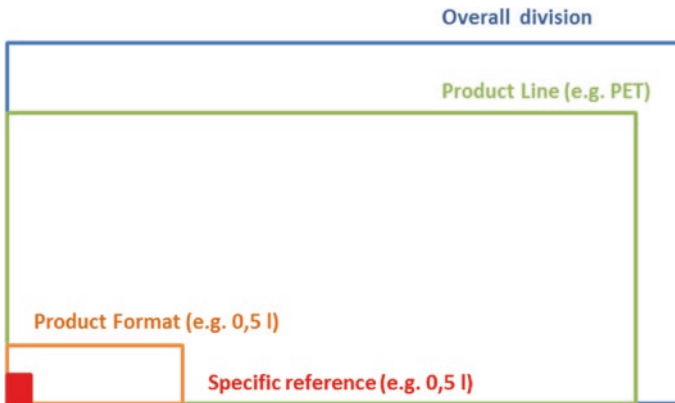 Overall division
Product Line (e.g. PET)
Product Format (e.g. 0,5 l)
Specific reference (e.g. 0,5 l)